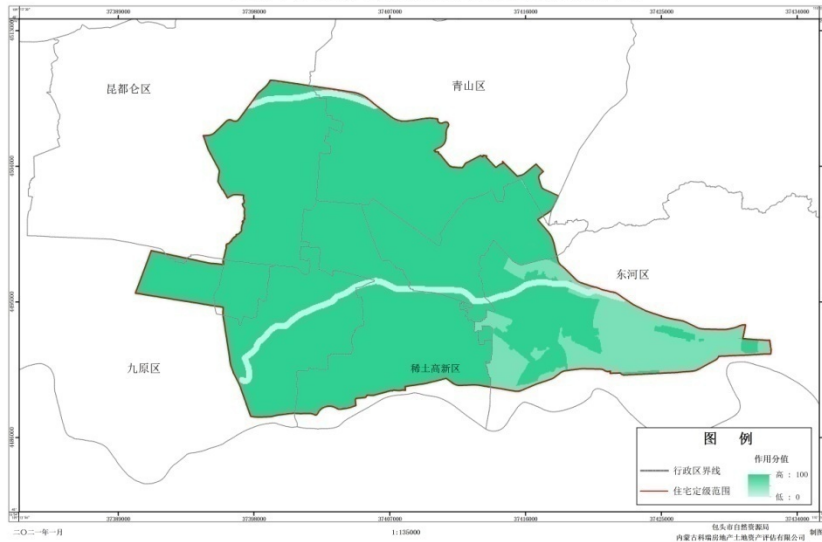 37380000 37398000 37407000 37416000 37425000 37434000
昆都仑区
青山区
东河区
九原区
稀土高新区
图 例
作用分值
行政区界线
高 : 100
住宅定级范围
低 : 0
37407000 37416000 37425000
二〇二一年一月
1:135000
包头市自然资源局
内蒙古科瑞房地产土地资产评估有限公司
制图